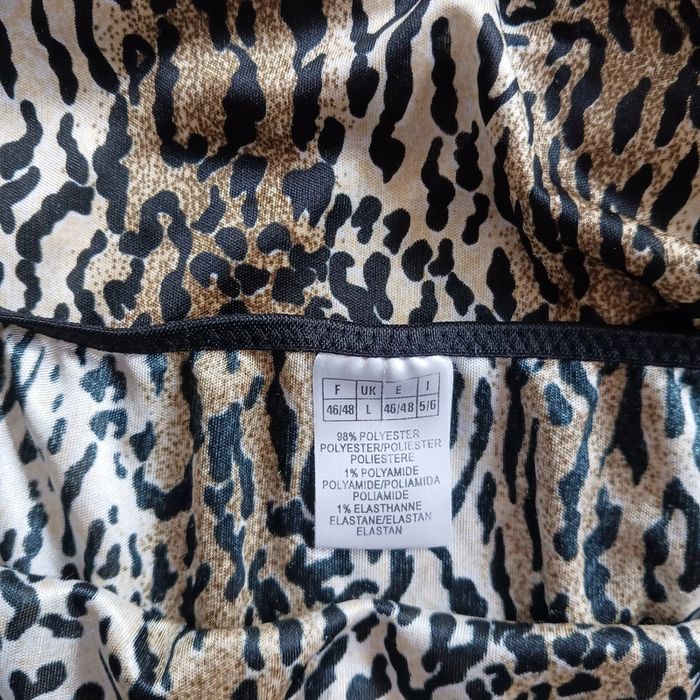 F UK E I
46/48 L 46/48 5/6
98% POLYESTER
POLYESTER/POLIESTER
POLIESTERE
1% POLYAMIDE
POLYAMIDE/POLIAMIDA
POLIAMIDE
1% ELASTHANNE
ELASTANE/ELASTAN
ELASTAN